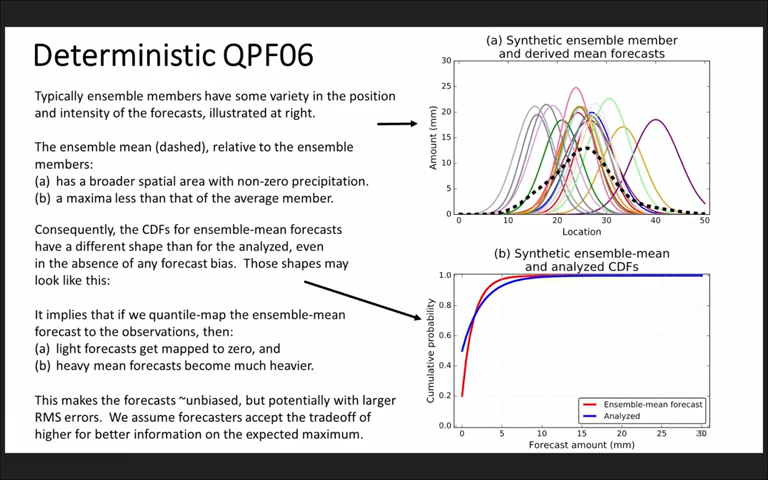 Deterministic QPF06
Typically ensemble members have some variety in the position
and intensity of the forecasts, illustrated at right.
The ensemble mean (dashed), relative to the ensemble
members:
(a) has a broader spatial area with non-zero precipitation.
(b) a maxima less than that of the average member.
Consequently, the CDFs for ensemble-mean forecasts
have a different shape than for the analyzed, even
in the absence of any forecast bias.  Those shapes may
look like this:
It implies that if we quantile-map the ensemble-mean
forecast to the observations, then:
(a) light forecasts get mapped to zero, and
(b) heavy mean forecasts become much heavier.
This makes the forecasts ~unbiased, but potentially with larger
RMS errors.  We assume forecasters accept the tradeoff of
higher for better information on the expected maximum.
(a) Synthetic ensemble member
and derived mean forecasts
Amount (mm)
30
25
20
15
10
5
0
0 10 20 30 40 50
Location
(b) Synthetic ensemble-mean
and analyzed CDFs
Cumulative probability
1.0
0.8
0.6
0.4
0.2
0.0
Ensemble-mean forecast
Analyzed
0 5 10 15 20 25 30
Forecast amount (mm)